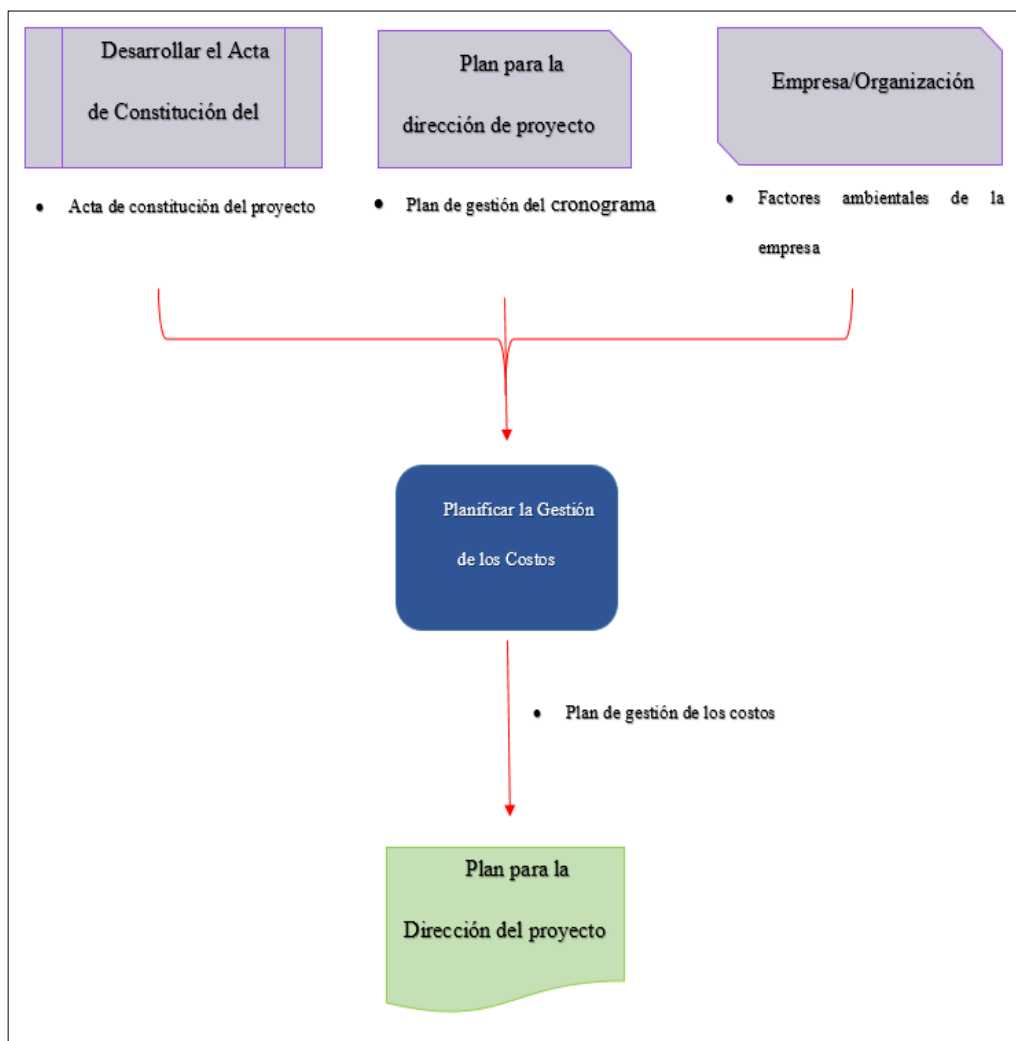 Desarrollar el Acta
de Constitución del
Plan para la
dirección de proyecto
Empresa/Organización
• Acta de constitución del proyecto
• Plan de gestión del cronograma
• Factores ambientales de la
empresa
Planificar la Gestión
de los Costos
• Plan de gestión de los costos
Plan para la
Dirección del proyecto